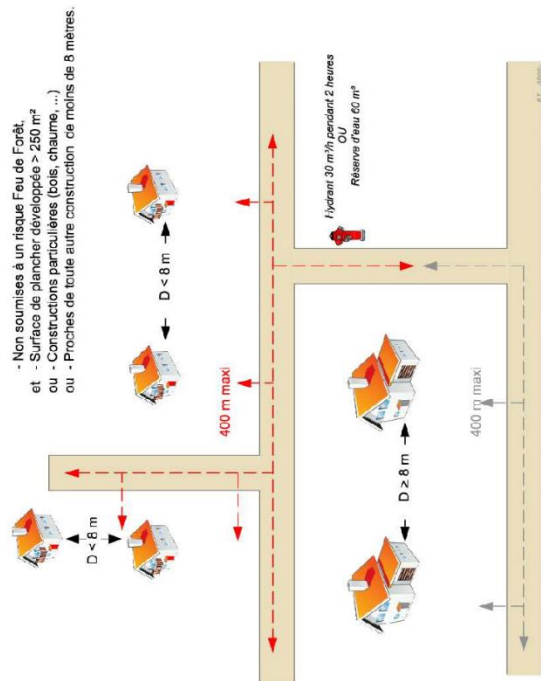 - Non soumises à un risque Feu de Forêt,
et - Surface de plancher développée > 250 m²
ou - Constructions particulières (bois, chaume, ...)
ou - Proches de toute autre construction de moins de 8 mètres.
D < 8 m
D < 8 m
400 m maxi
Hydrant 30 m³/h pendant 2 heures
OU
Réserve d'eau 60 m³
D ≥ 8 m
400 m maxi